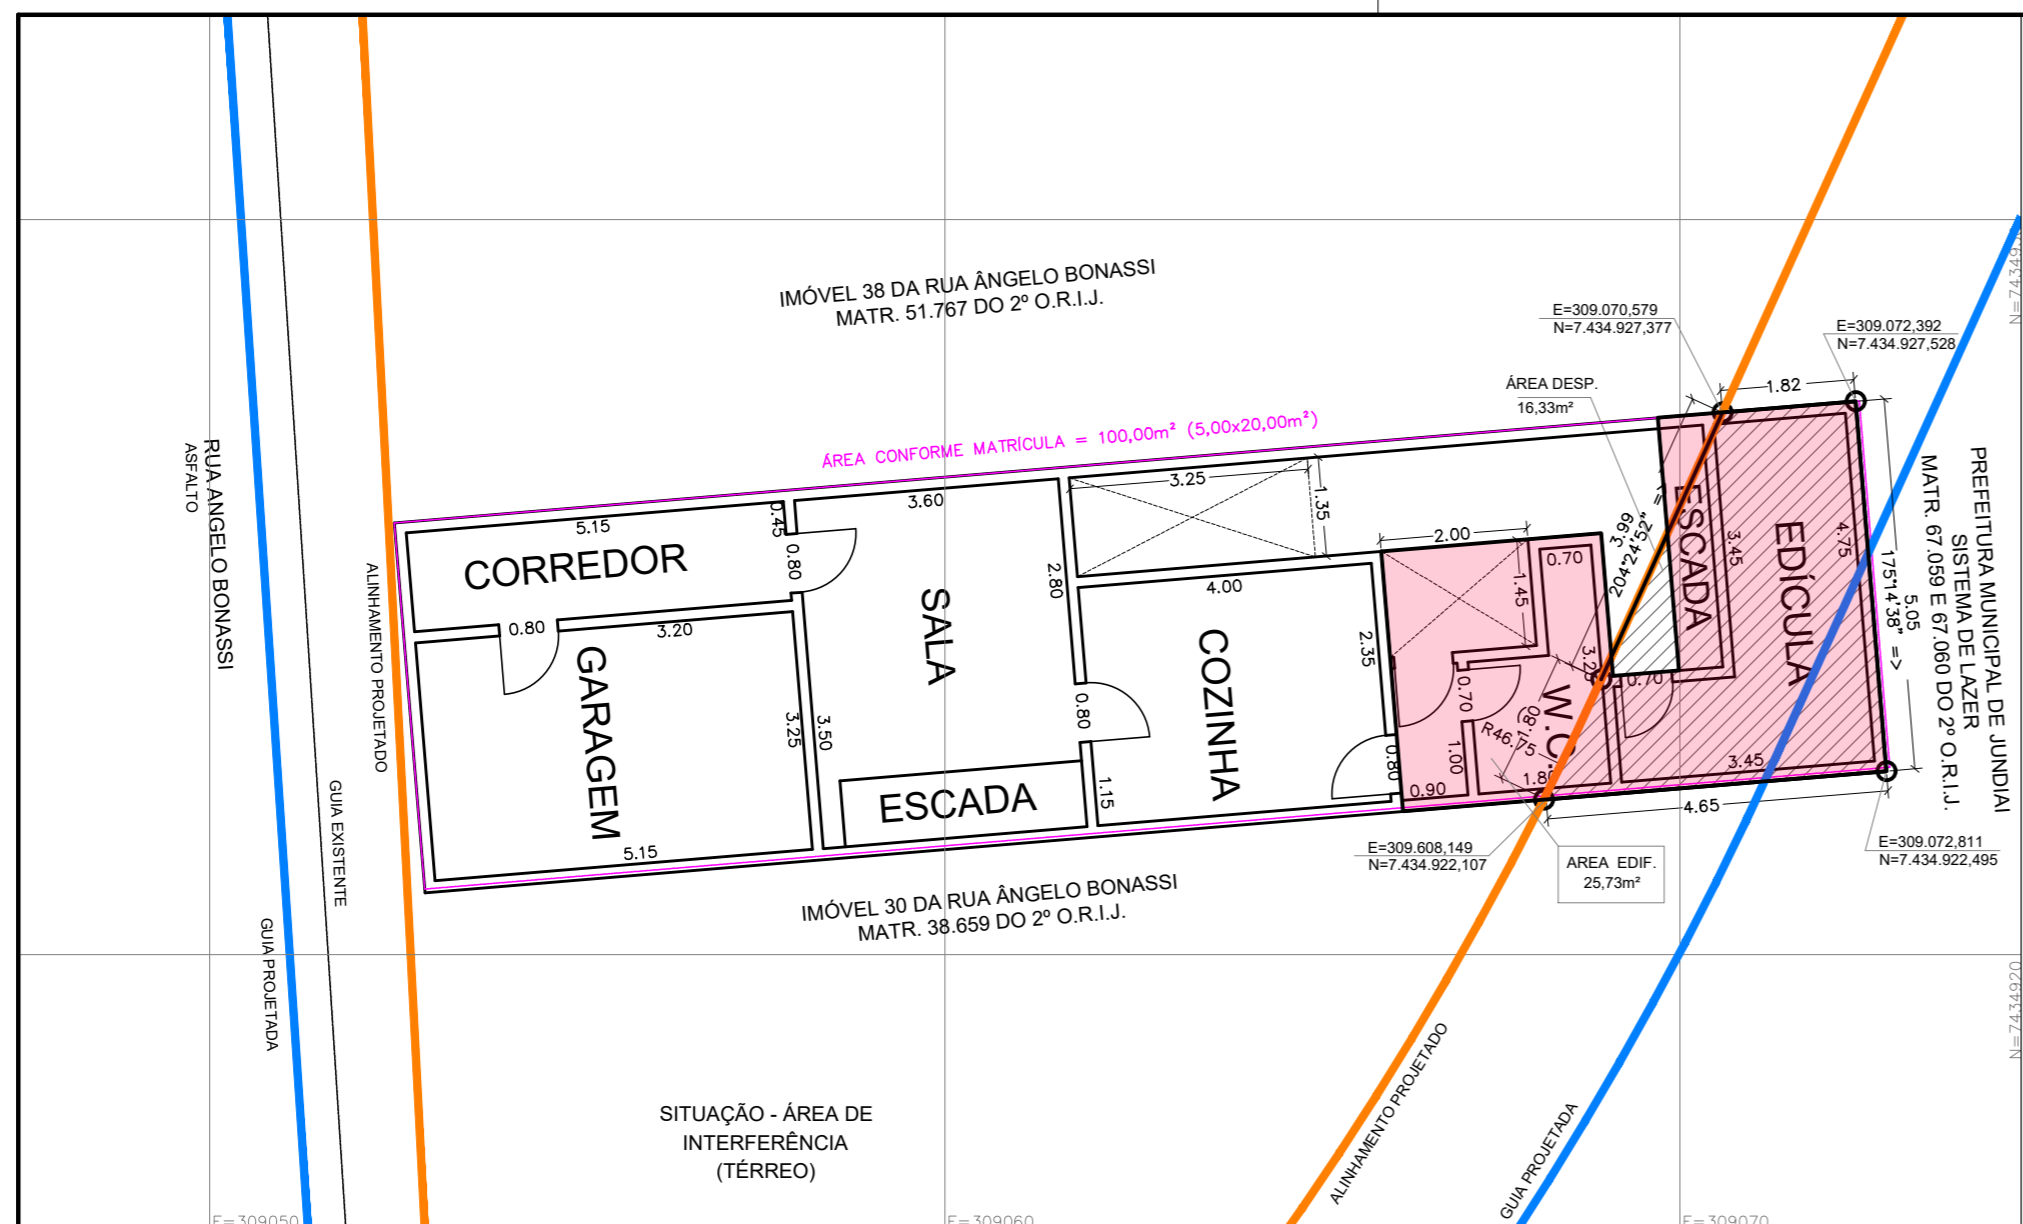 IMÓVEL 38 DA RUA ÂNGELO BONASSI
MATR. 51.767 DO 2º O.R.I.J.
E=309.070,579
N=7.434.927,377
E=309.072,392
N=7.434.927,528
ÁREA DESP.
16,33m²
1.82
ÁREA CONFORME MATRÍCULA = 100,00m² (5,00x20,00m²)
RUA ANGELO BONASSI
ASFALTO
GUIA PROJETADA
GUIA EXISTENTE
ALINHAMENTO PROJETADO
5.15
CORREDOR
0.45
0.80
0.80
3.20
GARAGEM
3.25
5.15
3.60
SALA
2.80
3.50
0.80
ESCADA
1.15
3.25
1.35
4.00
COZINHA
2.35
0.80
2.00
1.45
0.70
0.70
W.C.
1.80
R46.75
1.00
0.90
0.70
3.99
204°24'52" =>
ESCADA
3.45
EDÍCULA
4.75
3.45
4.65
5.05
175°14'38" =>
PREFEITURA MUNICIPAL DE JUNDIAI
SISTEMA DE LAZER
MATR. 67.059 E 67.060 DO 2º O.R.I.J.
E=309.608,149
N=7.434.922,107
AREA EDIF.
25,73m²
E=309.072,811
N=7.434.922,495
IMÓVEL 30 DA RUA ÂNGELO BONASSI
MATR. 38.659 DO 2º O.R.I.J.
SITUAÇÃO - ÁREA DE
INTERFERÊNCIA
(TÉRREO)
ALINHAMENTO PROJETADO
GUIA PROJETADA
N=7434920
E=309050
E=309060
E=309070